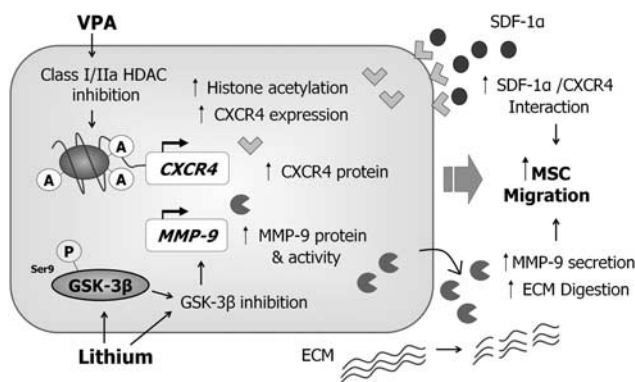 VPA
SDF-1α
Class I/IIa HDAC
inhibition
↑ Histone acetylation
↑ CXCR4 expression
↑ SDF-1α /CXCR4
Interaction
A
A
A
CXCR4
↑ CXCR4 protein
↑ MSC
Migration
MMP-9
↑ MMP-9 protein
& activity
P
Ser9
GSK-3β
GSK-3β inhibition
↑ MMP-9 secretion
↑ ECM Digestion
Lithium
ECM